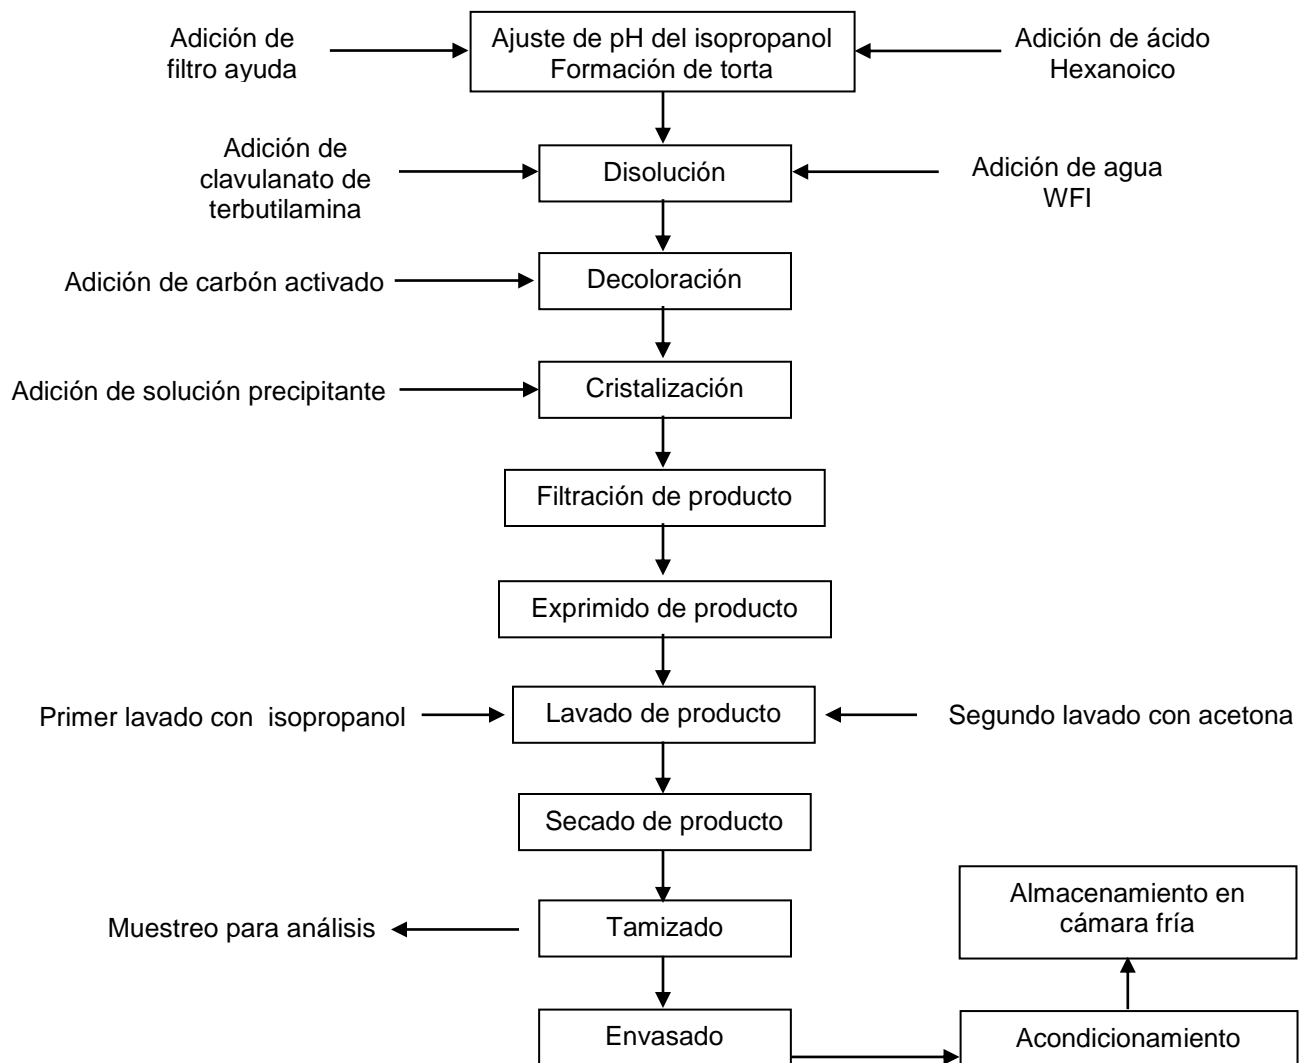 Adición de
filtro ayuda
Ajuste de pH del isopropanol
Formación de torta
Adición de ácido
Hexanoico
Adición de
clavulanato de
terbutilamina
Disolución
Adición de agua
WFI
Adición de carbón activado
Decoloración
Adición de solución precipitante
Cristalización
Filtración de producto
Exprimido de producto
Primer lavado con isopropanol
Lavado de producto
Segundo lavado con acetona
Secado de producto
Muestreo para análisis
Tamizado
Almacenamiento en
cámara fría
Envasado
Acondicionamiento